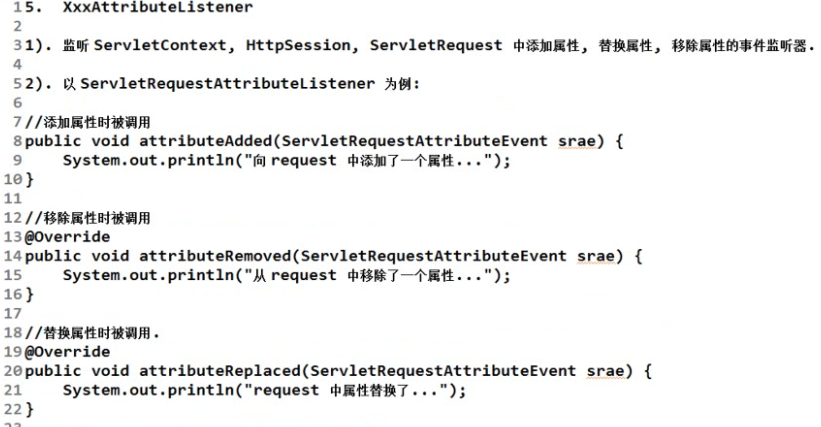 1 5.  XxxAttributeListener
2
3 1). 监听 ServletContext, HttpSession, ServletRequest 中添加属性, 替换属性, 移除属性的事件监听器.
4
5 2). 以 ServletRequestAttributeListener 为例:
6
7 //添加属性时被调用
8 public void attributeAdded(ServletRequestAttributeEvent srae) {
9     System.out.println("向 request 中添加了一个属性...");
10 }
11
12 //移除属性时被调用
13 @Override
14 public void attributeRemoved(ServletRequestAttributeEvent srae) {
15     System.out.println("从 request 中移除了一个属性...");
16 }
17
18 //替换属性时被调用.
19 @Override
20 public void attributeReplaced(ServletRequestAttributeEvent srae) {
21     System.out.println("request 中属性替换了...");
22 }
23